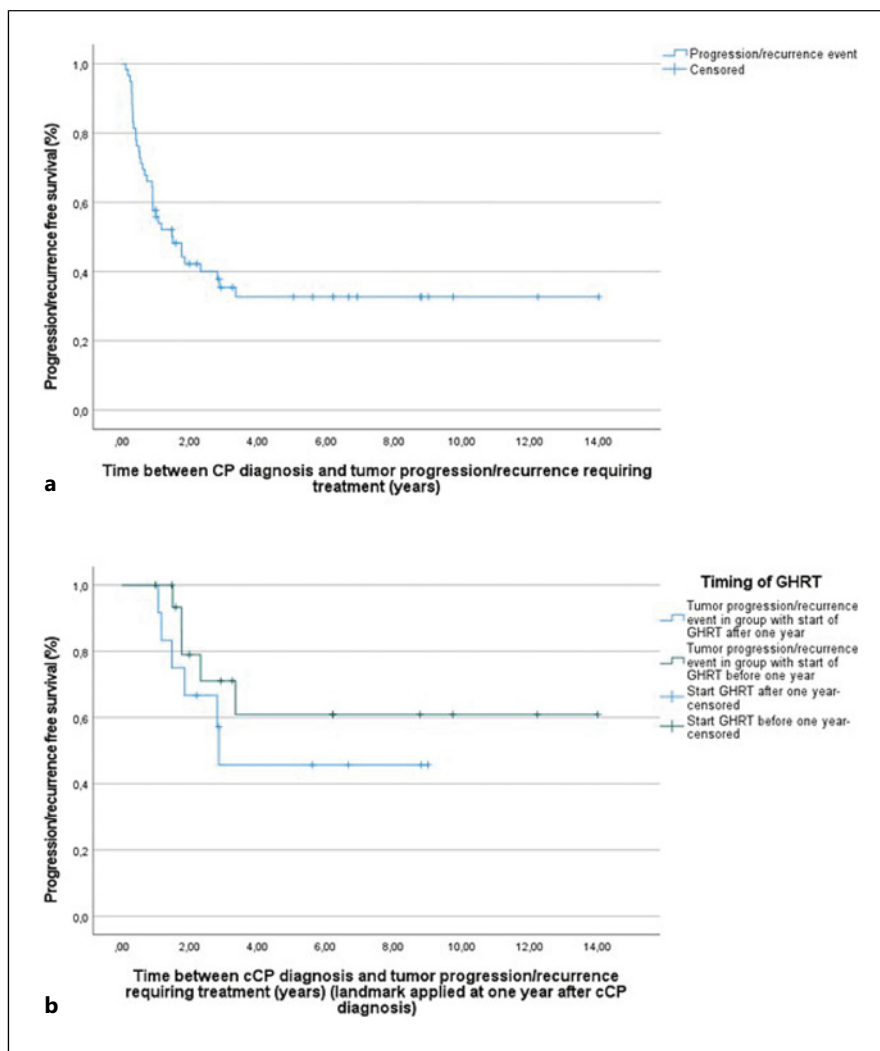 Progression/recurrence free survival (%)
1,0
0,8
0,6
0,4
0,2
0,0
,00
2,00
4,00
6,00
8,00
10,00
12,00
14,00
Time between CP diagnosis and tumor progression/recurrence requiring
treatment (years)
Progression/recurrence event
Censored
a
Progression/recurrence free survival (%)
1,0
0,8
0,6
0,4
0,2
0,0
,00
2,00
4,00
6,00
8,00
10,00
12,00
14,00
Time between cCP diagnosis and tumor progression/recurrence
requiring treatment (years) (landmark applied at one year after cCP
diagnosis)
Timing of GHRT
Tumor progression/recurrence
event in group with start of
GHRT after one year
Tumor progression/recurrence
event in group with start of
GHRT before one year
Start GHRT after one year-
censored
Start GHRT before one year-
censored
b